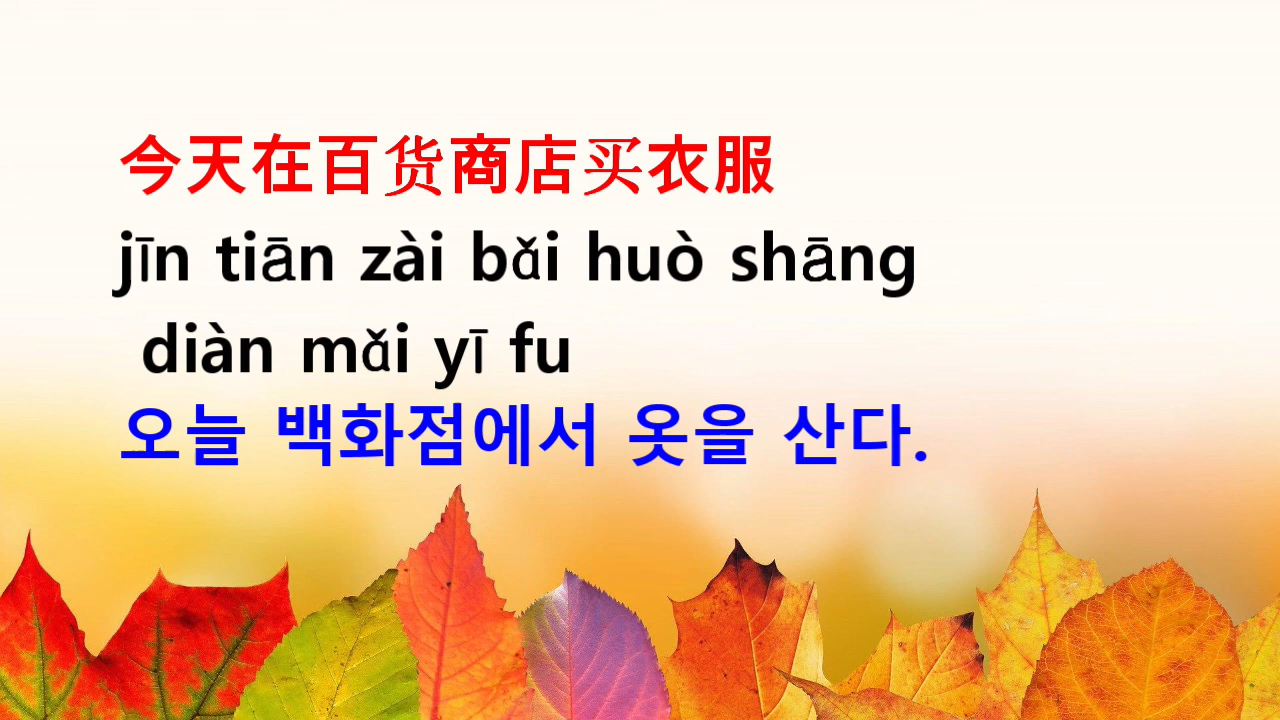 今天在百货商店买衣服
jīn tiān zài bǎi huò shāng
diàn mǎi yī fu
오늘 백화점에서 옷을 산다.